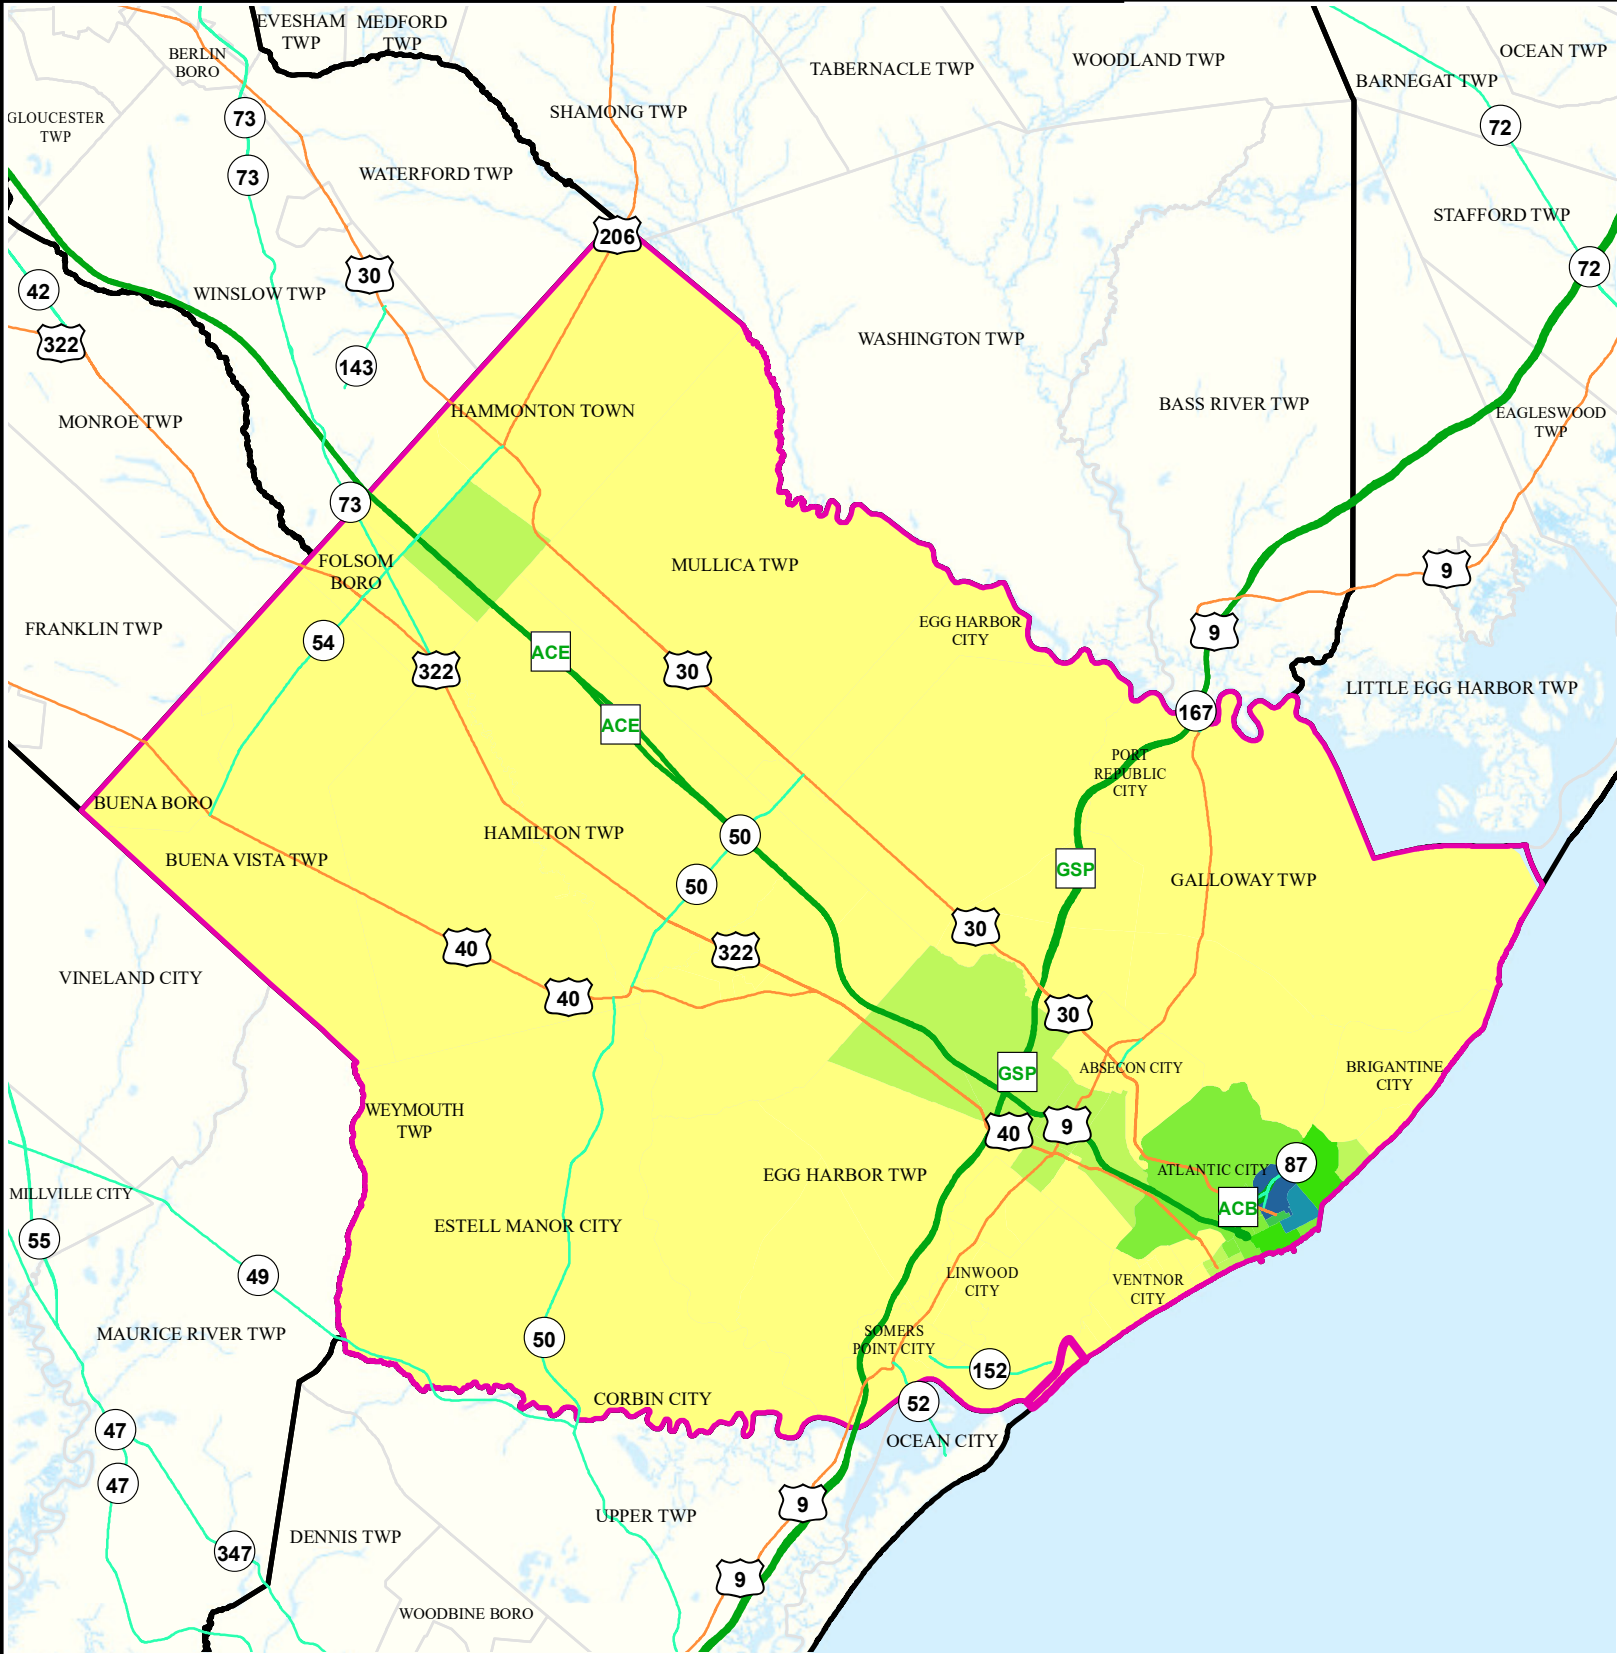 EVESHAM
TWP
MEDFORD
TWP
BERLIN
BORO
TABERNACLE TWP
WOODLAND TWP
OCEAN TWP
BARNEGAT TWP
GLOUCESTER
TWP
73
SHAMONG TWP
72
73
WATERFORD TWP
STAFFORD TWP
206
72
30
42
WINSLOW TWP
322
WASHINGTON TWP
143
MONROE TWP
HAMMONTON TOWN
BASS RIVER TWP
EAGLESWOOD
TWP
73
FOLSOM
BORO
MULLICA TWP
9
FRANKLIN TWP
54
EGG HARBOR
CITY
9
ACE
322
30
LITTLE EGG HARBOR TWP
167
ACE
PORT
REPUBLIC
CITY
BUENA BORO
HAMILTON TWP
50
BUENA VISTA TWP
50
GSP
GALLOWAY TWP
30
40
322
VINELAND CITY
40
30
GSP
ABSECON CITY
BRIGANTINE
CITY
WEYMOUTH
TWP
40
9
EGG HARBOR TWP
ATLANTIC CITY
87
MILLVILLE CITY
ACB
ESTELL MANOR CITY
55
49
LINWOOD
CITY
VENTNOR
CITY
MAURICE RIVER TWP
50
SOMERS
POINT CITY
152
CORBIN CITY
52
47
OCEAN CITY
47
9
UPPER TWP
DENNIS TWP
347
9
WOODBINE BORO